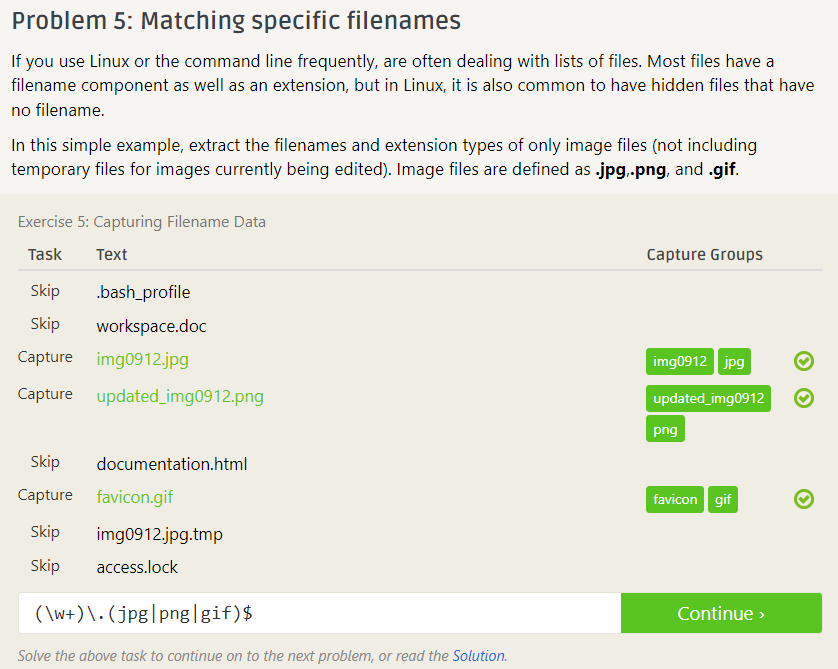 Problem 5: Matching specific filenames
If you use Linux or the command line frequently, are often dealing with lists of files. Most files have a
filename component as well as an extension, but in Linux, it is also common to have hidden files that have
no filename.
In this simple example, extract the filenames and extension types of only image files (not including
temporary files for images currently being edited). Image files are defined as .jpg,.png, and .gif.
Exercise 5: Capturing Filename Data
Task Text Capture Groups
Skip .bash_profile
Skip workspace.doc
Capture img0912.jpg img0912 jpg
Capture updated_img0912.png updated_img0912
png
Skip documentation.html
Capture favicon.gif favicon gif
Skip img0912.jpg.tmp
Skip access.lock
(\w+)\.(jpg|png|gif)$ Continue ›
Solve the above task to continue on to the next problem, or read the Solution.